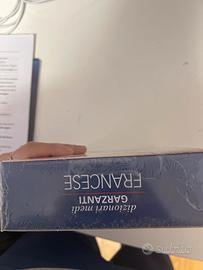 dizionari medi
GARZANTI
FRANCESE
subito